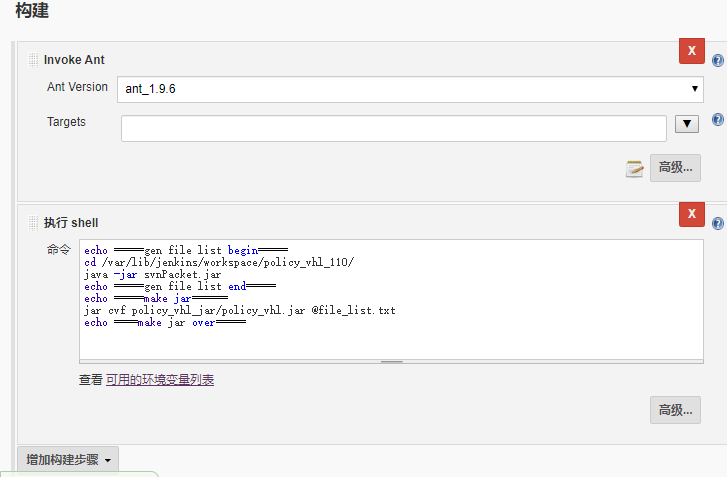 构建
X
Invoke Ant
Ant Version ant_1.9.6
Targets
高级...
X
执行 shell
命令
echo =====gen file list begin=====
cd /var/lib/jenkins/workspace/policy_vhl_110/
java -jar svnPacket.jar
echo =====gen file list end=====
echo =====make jar======
jar cvf policy_vhl_jar/policy_vhl.jar @file_list.txt
echo ====make jar over=====
查看 可用的环境变量列表
高级...
增加构建步骤